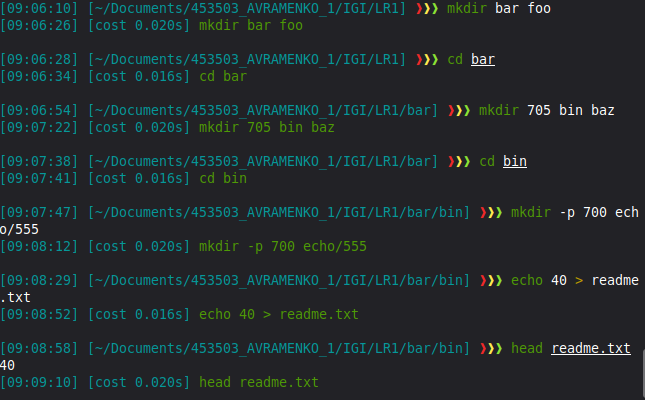 [09:06:10] [~/Documents/453503_AVRAMENKO_1/IGI/LR1] ❯❯❯ mkdir bar foo
[09:06:26] [cost 0.020s] mkdir bar foo
[09:06:28] [~/Documents/453503_AVRAMENKO_1/IGI/LR1] ❯❯❯ cd bar
[09:06:34] [cost 0.016s] cd bar
[09:06:54] [~/Documents/453503_AVRAMENKO_1/IGI/LR1/bar] ❯❯❯ mkdir 705 bin baz
[09:07:22] [cost 0.020s] mkdir 705 bin baz
[09:07:38] [~/Documents/453503_AVRAMENKO_1/IGI/LR1/bar] ❯❯❯ cd bin
[09:07:41] [cost 0.016s] cd bin
[09:07:47] [~/Documents/453503_AVRAMENKO_1/IGI/LR1/bar/bin] ❯❯❯ mkdir -p 700 ech
o/555
[09:08:12] [cost 0.020s] mkdir -p 700 echo/555
[09:08:29] [~/Documents/453503_AVRAMENKO_1/IGI/LR1/bar/bin] ❯❯❯ echo 40 > readme
.txt
[09:08:52] [cost 0.016s] echo 40 > readme.txt
[09:08:58] [~/Documents/453503_AVRAMENKO_1/IGI/LR1/bar/bin] ❯❯❯ head readme.txt
40
[09:09:10] [cost 0.020s] head readme.txt